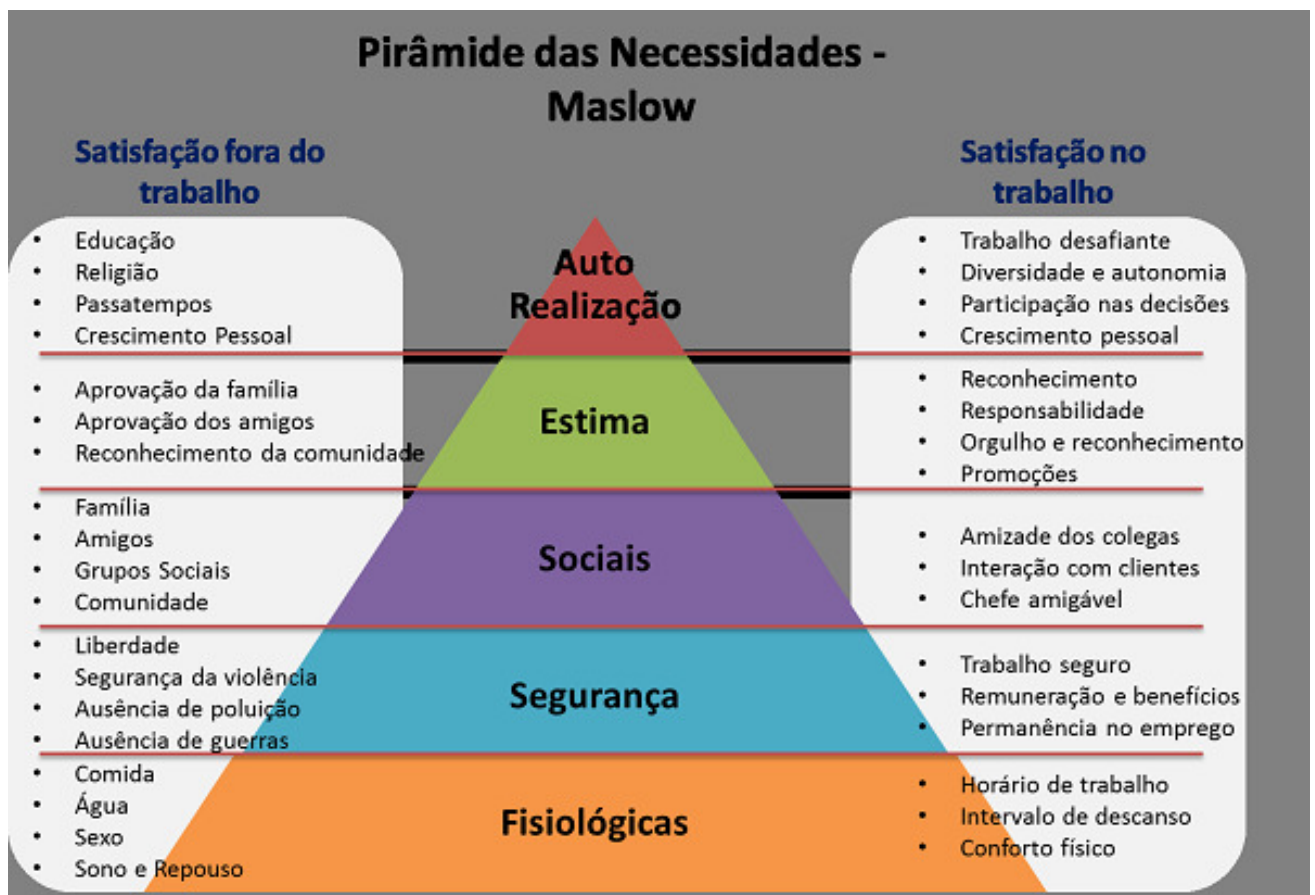 Pirâmide das Necessidades -
Maslow
Satisfação fora do
trabalho
• Educação
• Religião
• Passatempos
• Crescimento Pessoal
• Aprovação da família
• Aprovação dos amigos
• Reconhecimento da comunidade
• Família
• Amigos
• Grupos Sociais
• Comunidade
• Liberdade
• Segurança da violência
• Ausência de poluição
• Ausência de guerras
• Comida
• Água
• Sexo
• Sono e Repouso
Auto
Realização
Estima
Sociais
Segurança
Fisiológicas
Satisfação no
trabalho
• Trabalho desafiante
• Diversidade e autonomia
• Participação nas decisões
• Crescimento pessoal
• Reconhecimento
• Responsabilidade
• Orgulho e reconhecimento
• Promoções
• Amizade dos colegas
• Interação com clientes
• Chefe amigável
• Trabalho seguro
• Remuneração e benefícios
• Permanência no emprego
• Horário de trabalho
• Intervalo de descanso
• Conforto físico